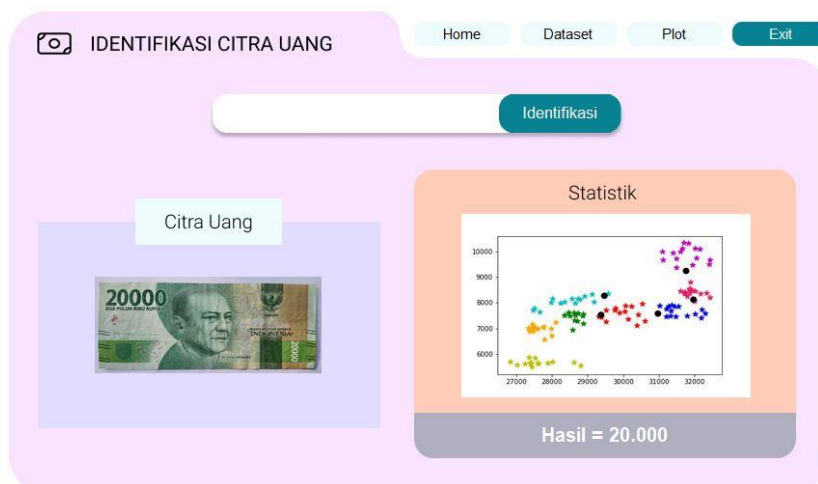 IDENTIFIKASI CITRA UANG
Home
Dataset
Plot
Exit
Identifikasi
Citra Uang
20000
DUA PULUH RIBU RUPIAH
INDONESIA
20000
Statistik
10000
9000
8000
7000
6000
27000 28000 29000 30000 31000 32000
Hasil = 20.000